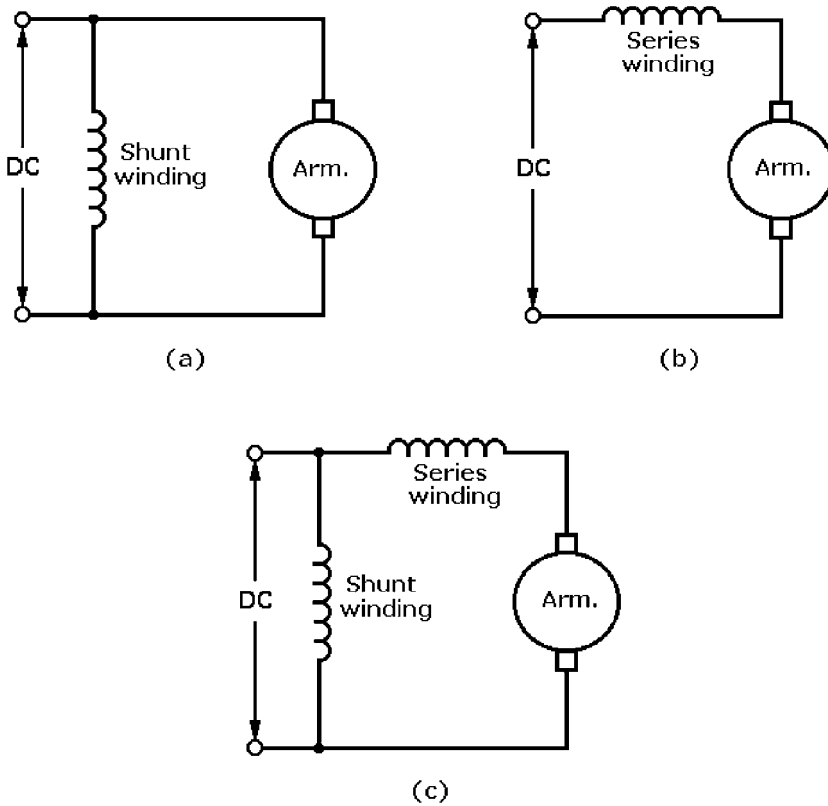 DC
Shunt
winding
Arm.
(a)
Series
winding
DC
Arm.
(b)
Series
winding
DC
Shunt
winding
Arm.
(c)